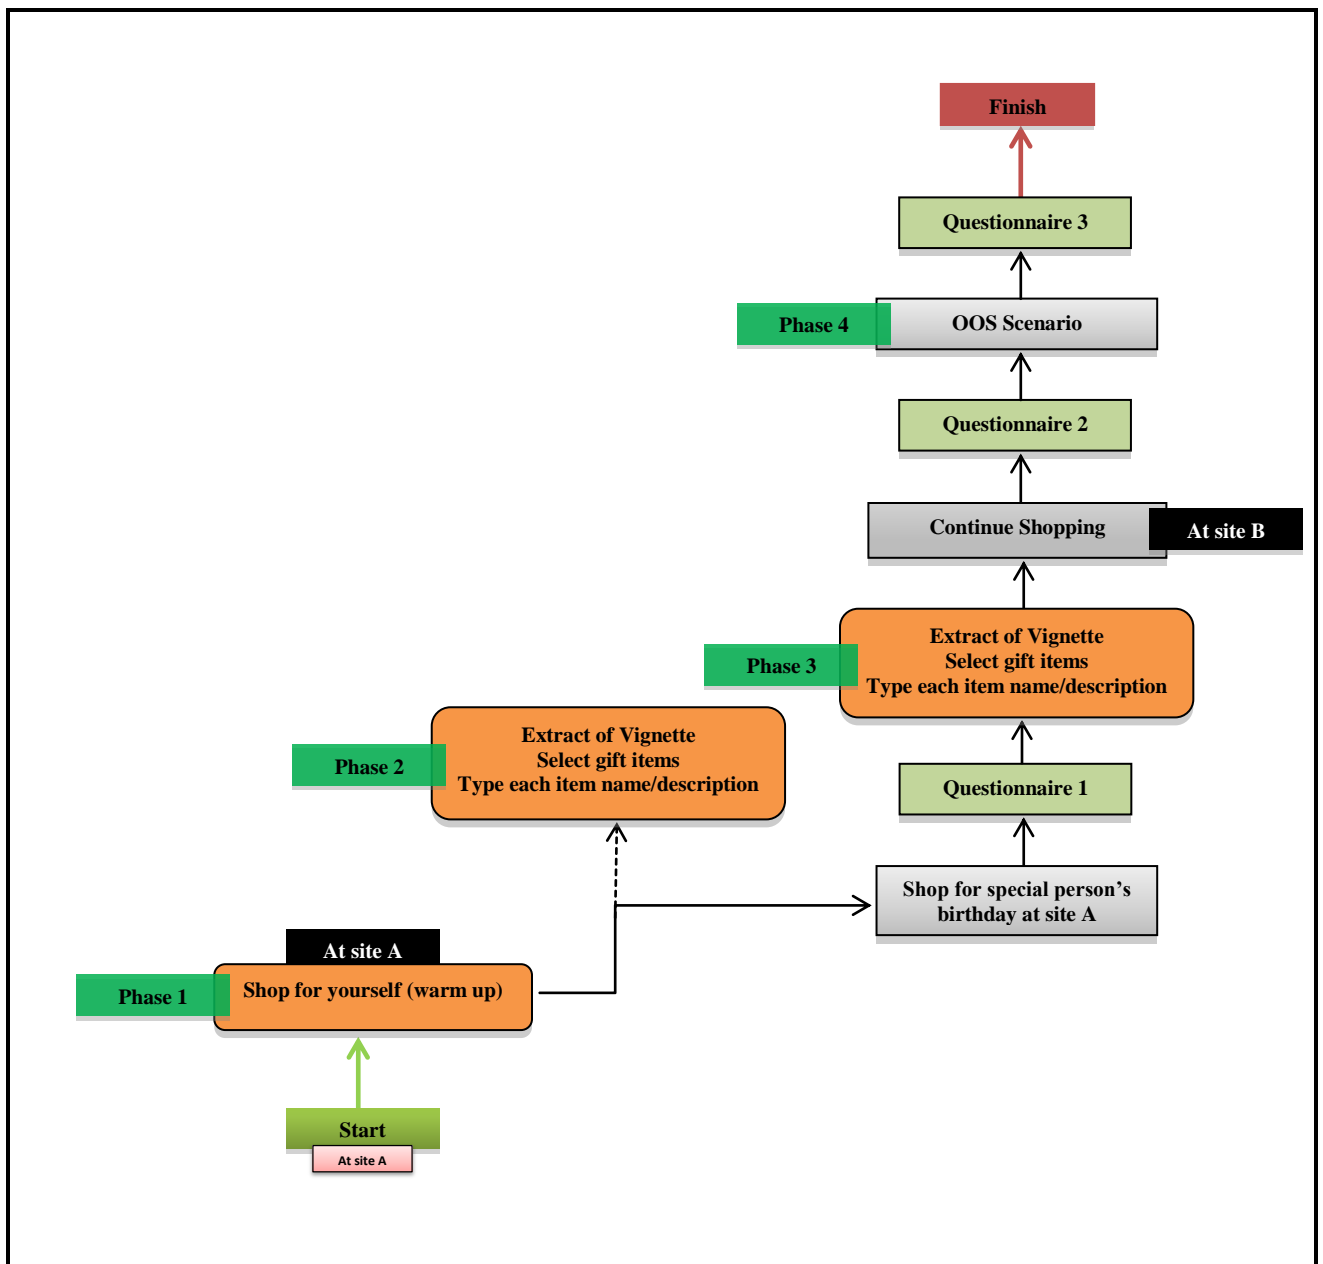 Finish
Questionnaire 3
Phase 4
OOS Scenario
Questionnaire 2
Continue Shopping
At site B
Extract of Vignette
Select gift items
Type each item name/description
Phase 3
Extract of Vignette
Select gift items
Type each item name/description
Phase 2
Questionnaire 1
Shop for special person’s
birthday at site A
At site A
Shop for yourself (warm up)
Phase 1
Start
At site A